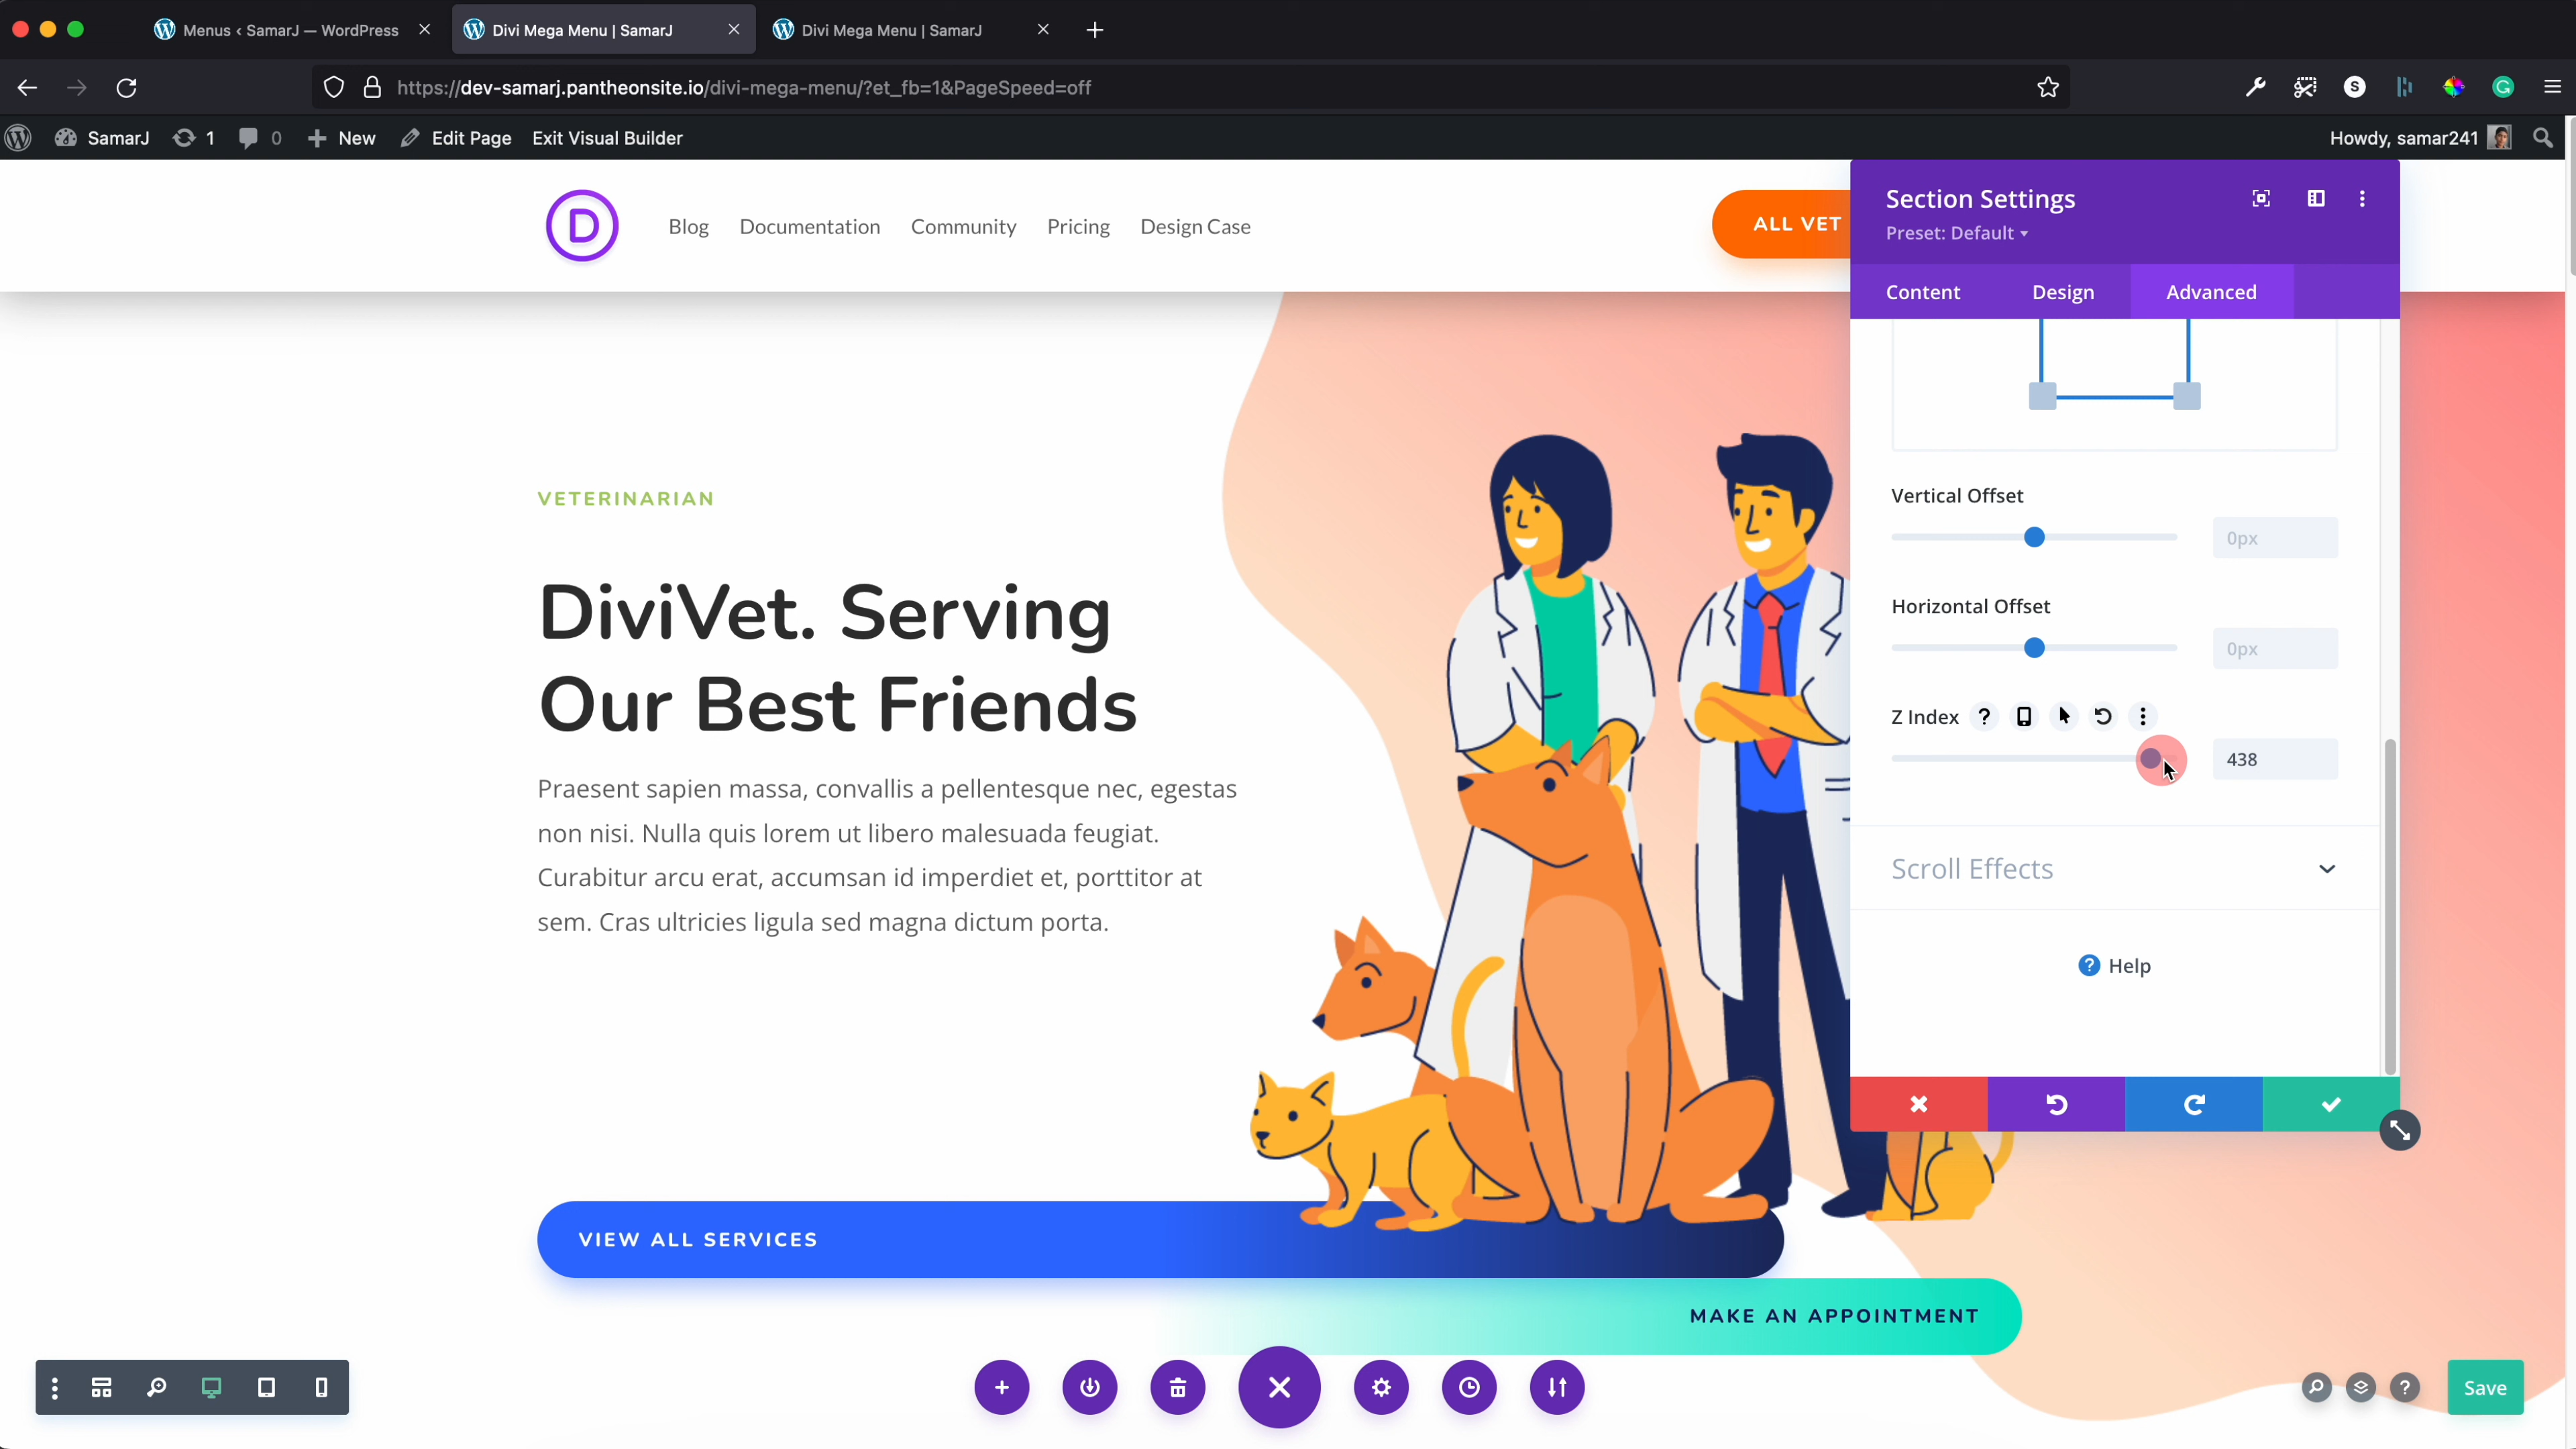 Menus ‹ SamarJ — WordPress
Divi Mega Menu | SamarJ
Divi Mega Menu | SamarJ
https://dev-samarj.pantheonsite.io/divi-mega-menu/?et_fb=1&PageSpeed=off
S
G
SamarJ 1 0 New Edit Page Exit Visual Builder
Howdy, samar241
D
Blog Documentation Community Pricing Design Case
ALL VET
Section Settings
Preset: Default
Content Design Advanced
Vertical Offset
0px
Horizontal Offset
0px
Z Index ?
438
Scroll Effects
? Help
VETERINARIAN
DiviVet. Serving
Our Best Friends
Praesent sapien massa, convallis a pellentesque nec, egestas
non nisi. Nulla quis lorem ut libero malesuada feugiat.
Curabitur arcu erat, accumsan id imperdiet et, porttitor at
sem. Cras ultricies ligula sed magna dictum porta.
VIEW ALL SERVICES
MAKE AN APPOINTMENT
?
Save